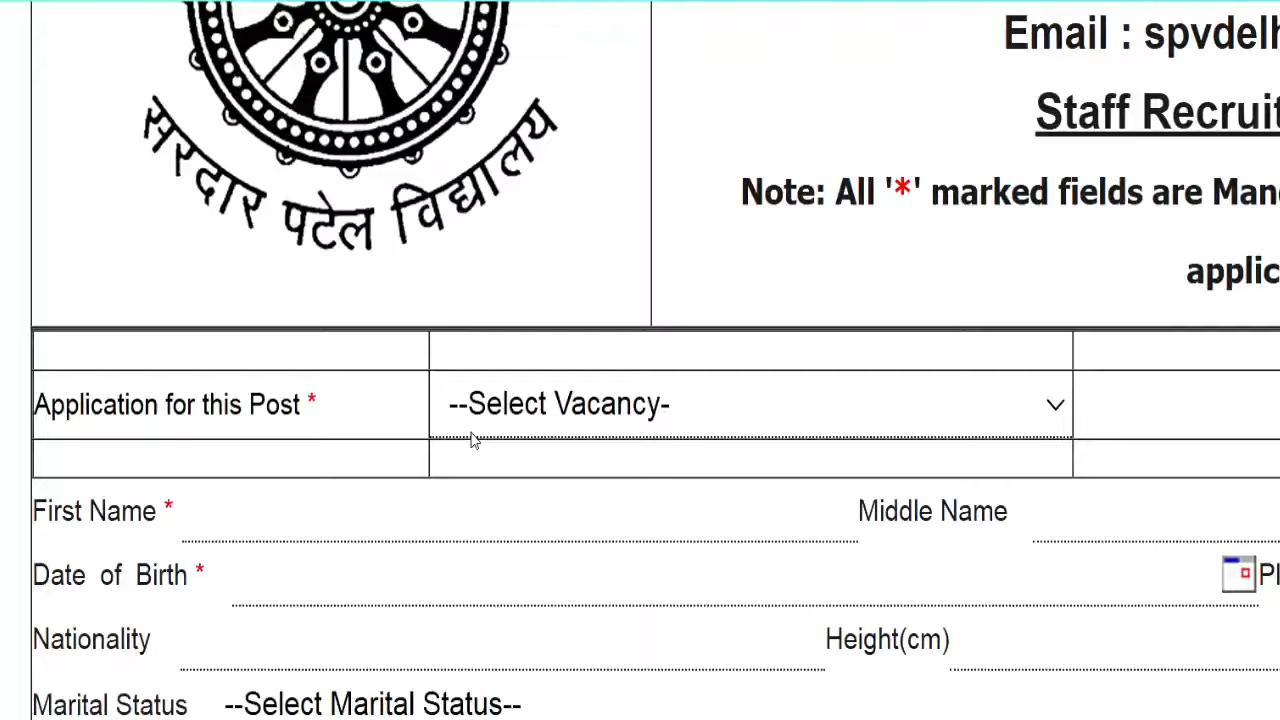 Email : spvdelh
Staff Recruit
Note: All '*' marked fields are Man
applic
सरदार पटेल विद्यालय
Application for this Post * --Select Vacancy-
First Name * Middle Name
Date of Birth * Pl
Nationality Height(cm)
Marital Status --Select Marital Status--